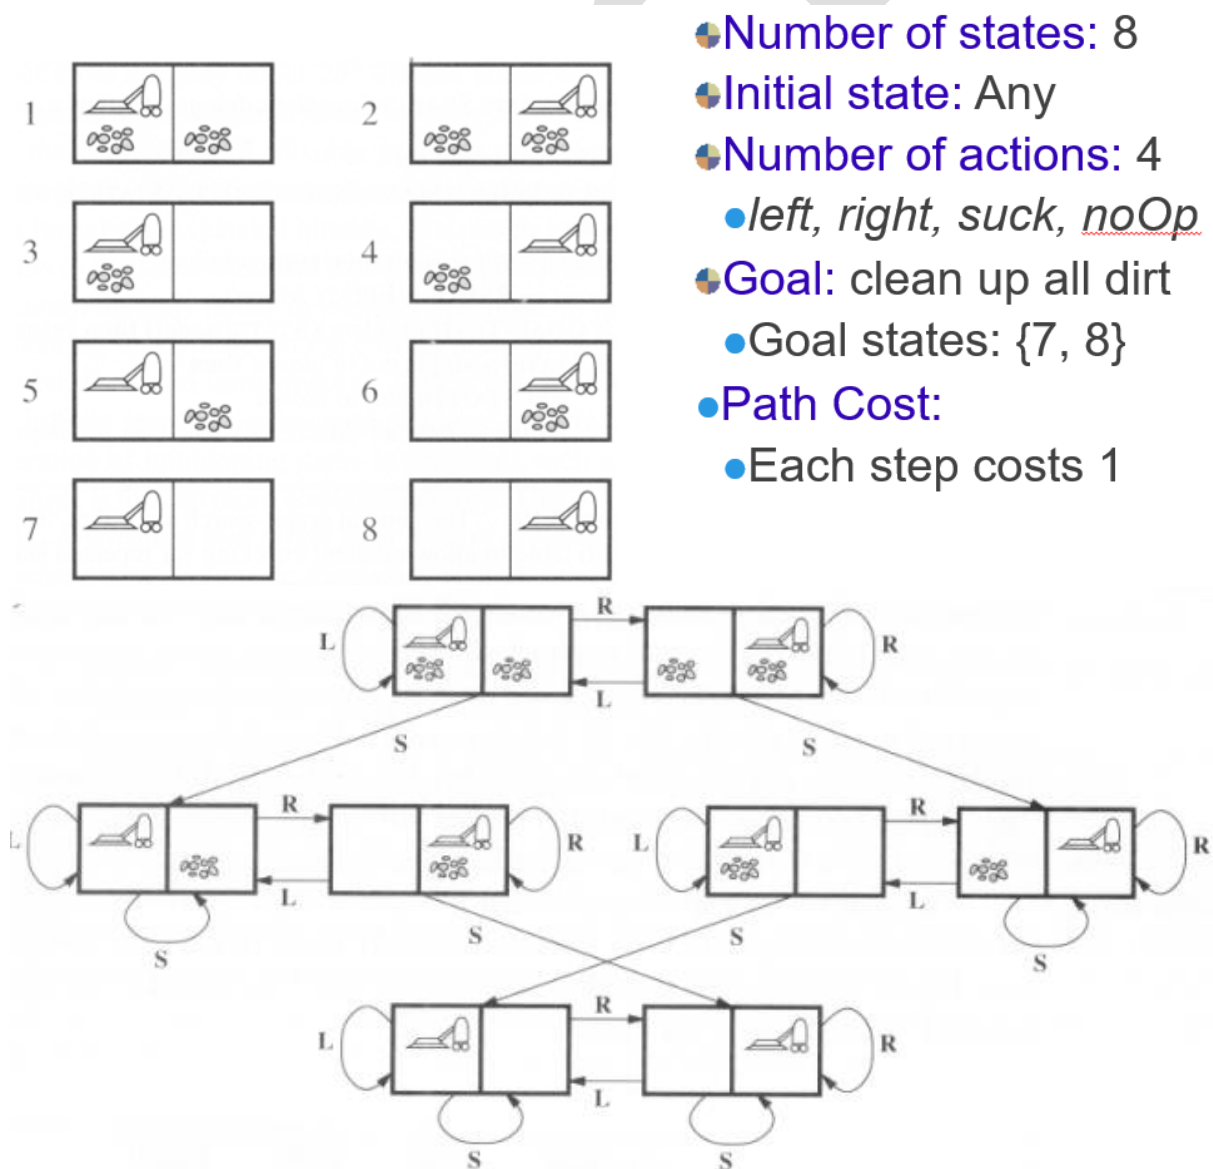 Number of states: 8
Initial state: Any
Number of actions: 4
left, right, suck, noOp
Goal: clean up all dirt
Goal states: {7, 8}
Path Cost:
Each step costs 1
1
2
3
4
5
6
7
8
R
L
R
L
S
S
R
R
L
R
L
R
L
L
S
S
S
S
R
L
R
L
S
S